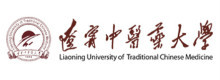 遼寧中醫藥大學
Liaoning University of Traditional Chinese Medicine